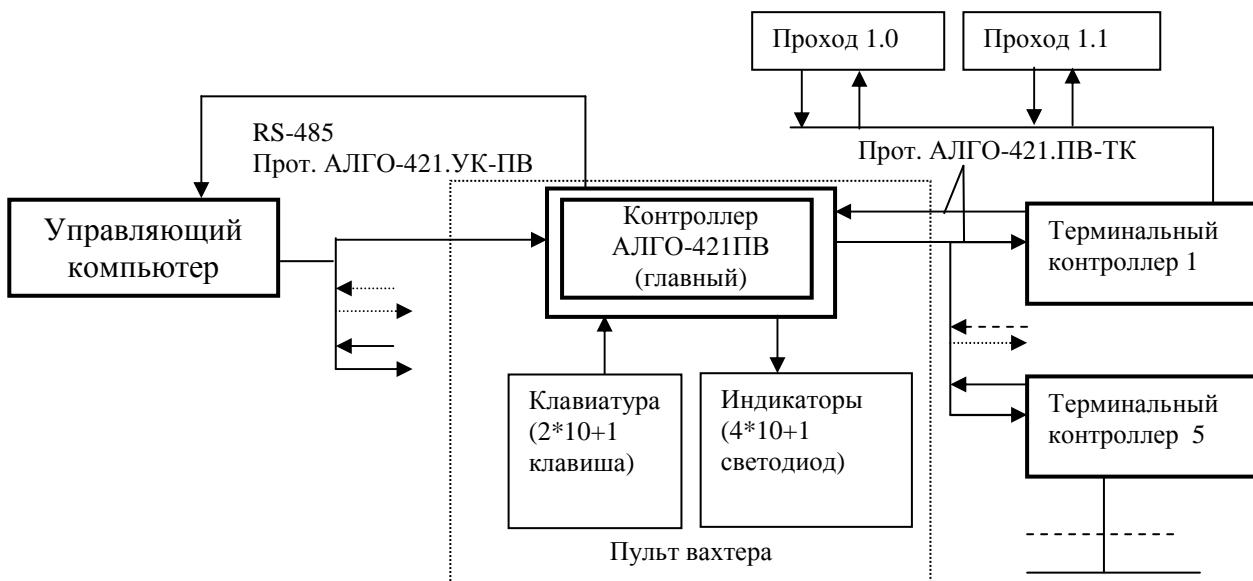 Проход 1.0
Проход 1.1
RS-485
Прот. АЛГО-421.УК-ПВ
Прот. АЛГО-421.ПВ-ТК
Управляющий
компьютер
Контроллер
АЛГО-421ПВ
(главный)
Терминальный
контроллер 1
Клавиатура
(2*10+1
клавиша)
Индикаторы
(4*10+1
светодиод)
Терминальный
контроллер 5
Пульт вахтера